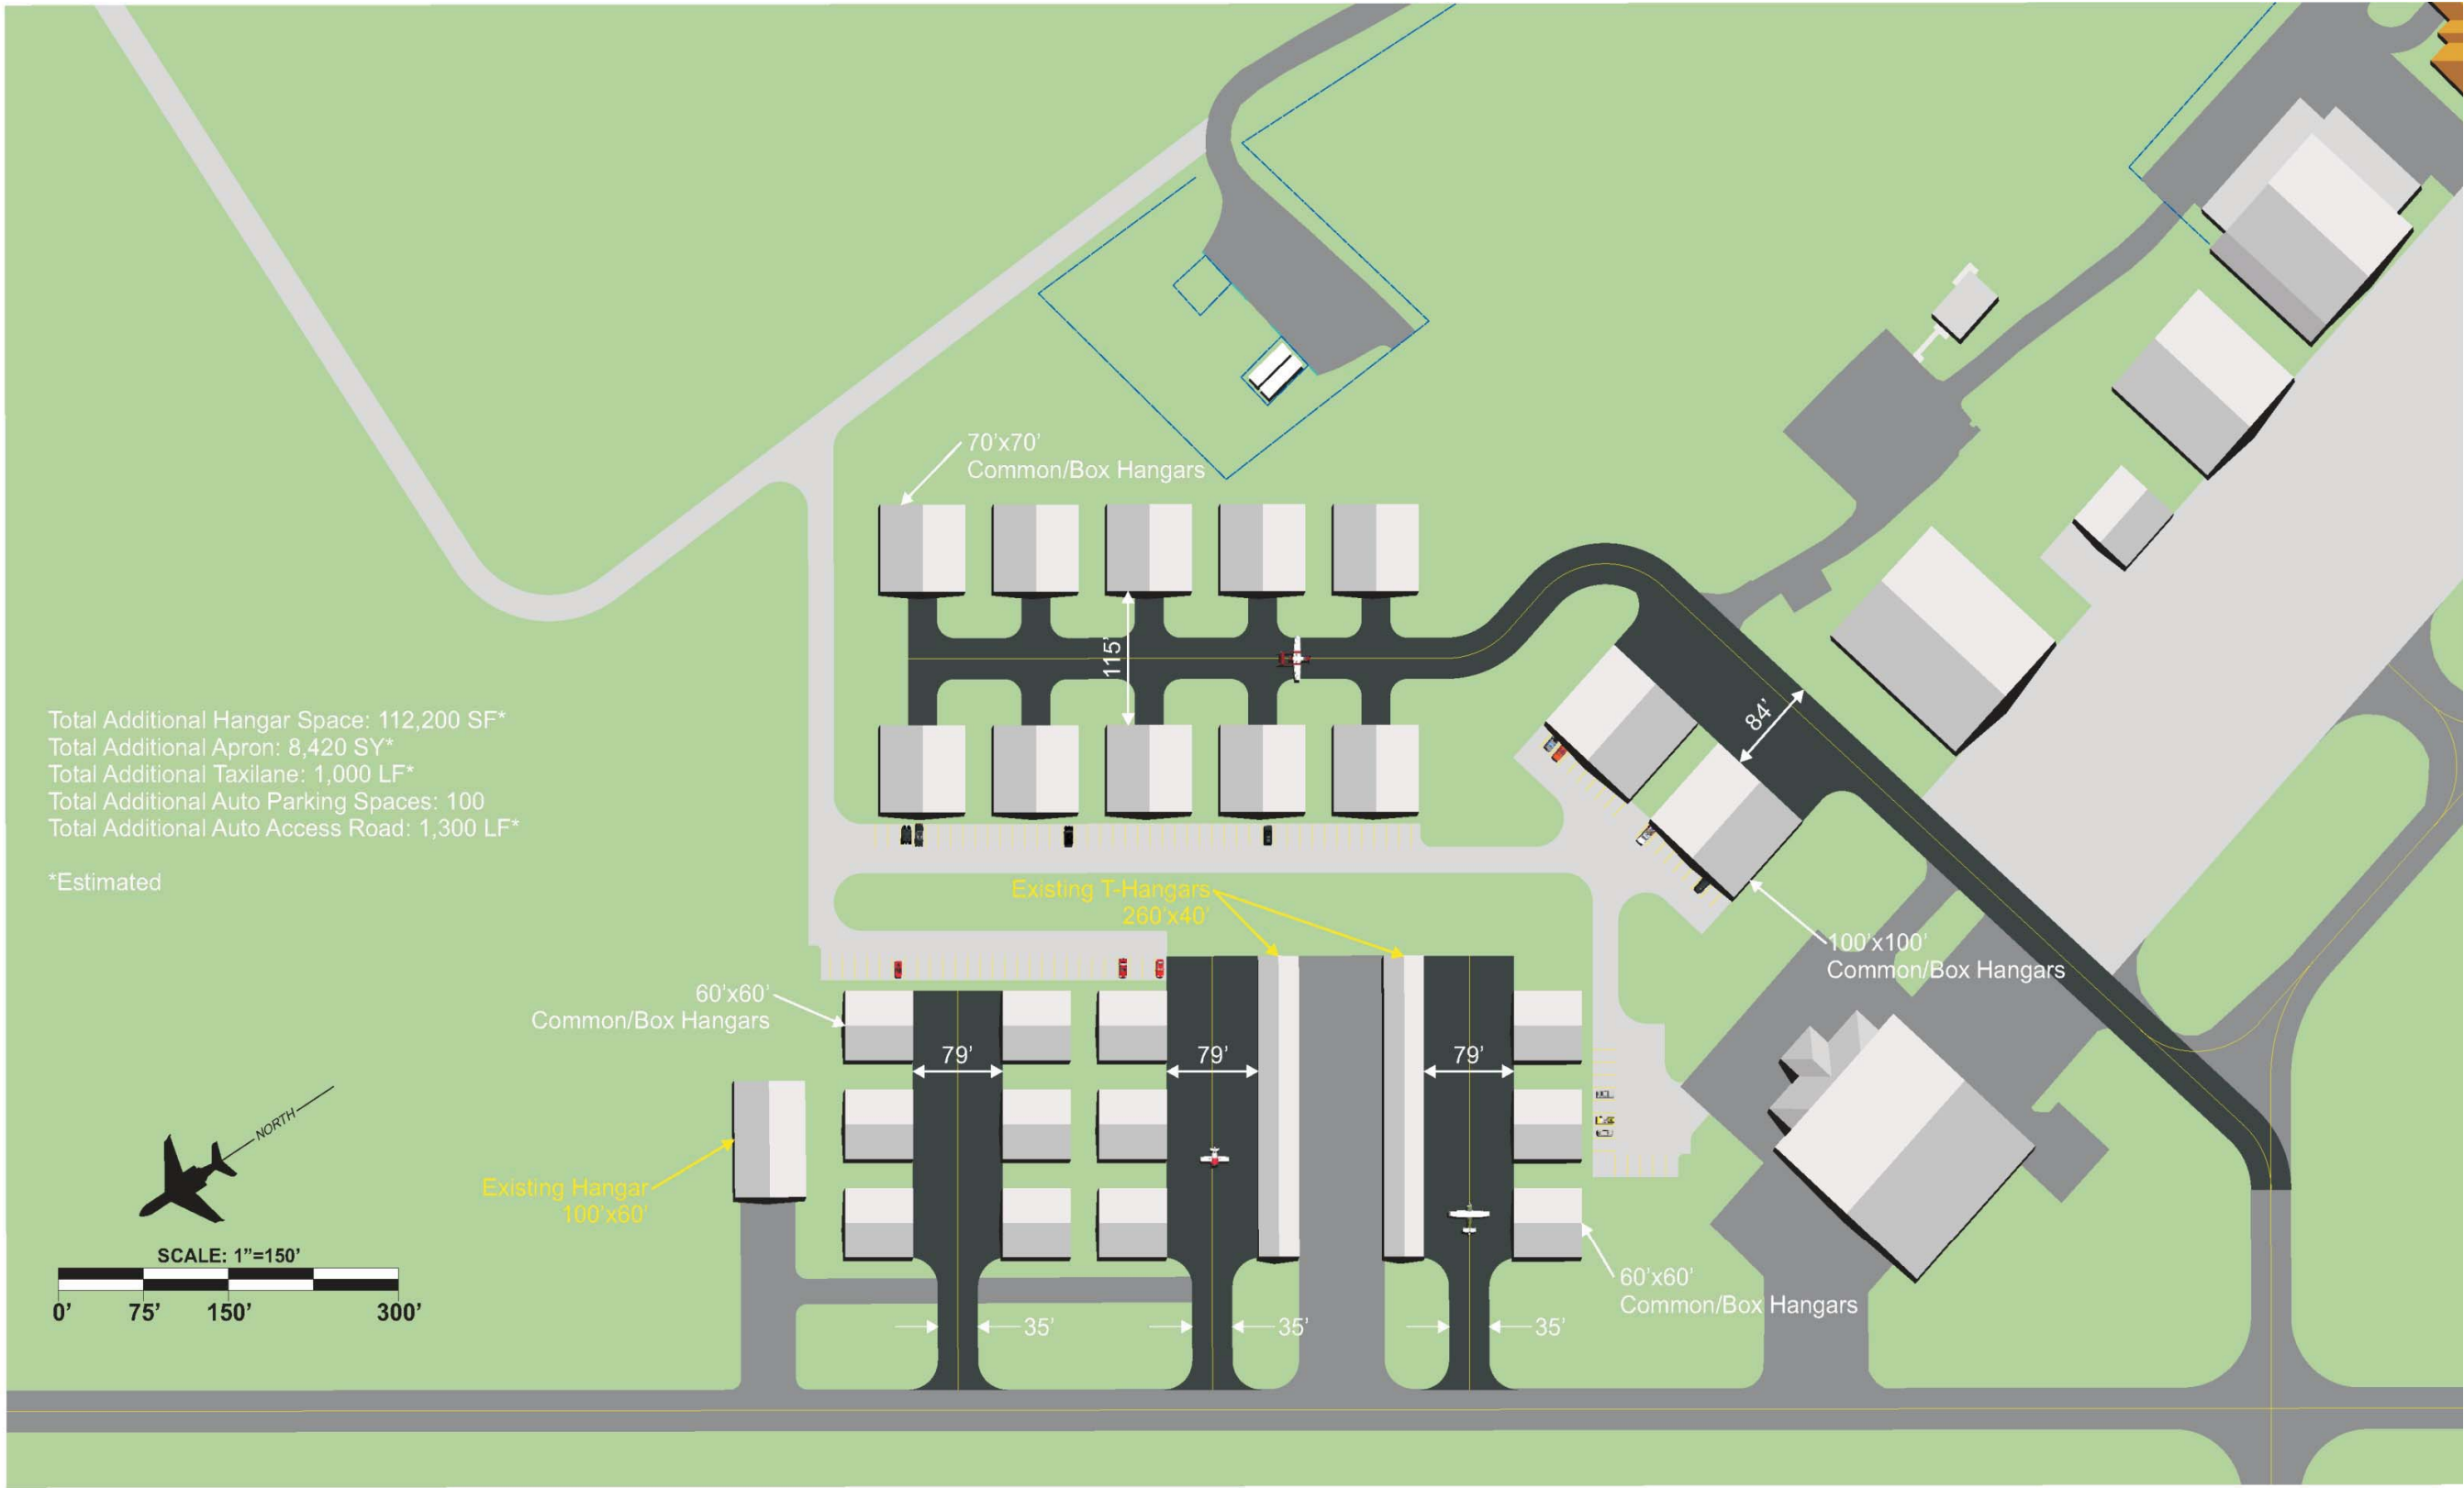 70'x70'
Common/Box Hangars
115'
84'
Total Additional Hangar Space: 112,200 SF*
Total Additional Apron: 8,420 SY*
Total Additional Taxilane: 1,000 LF*
Total Additional Auto Parking Spaces: 100
Total Additional Auto Access Road: 1,300 LF*
*Estimated
Existing T-Hangars
260'x40'
100'x100'
Common/Box Hangars
60'x60'
Common/Box Hangars
79'
79'
79'
NORTH
Existing Hangar
100'x60'
SCALE: 1"=150'
0'
75'
150'
300'
60'x60'
Common/Box Hangars
35'
35'
35'